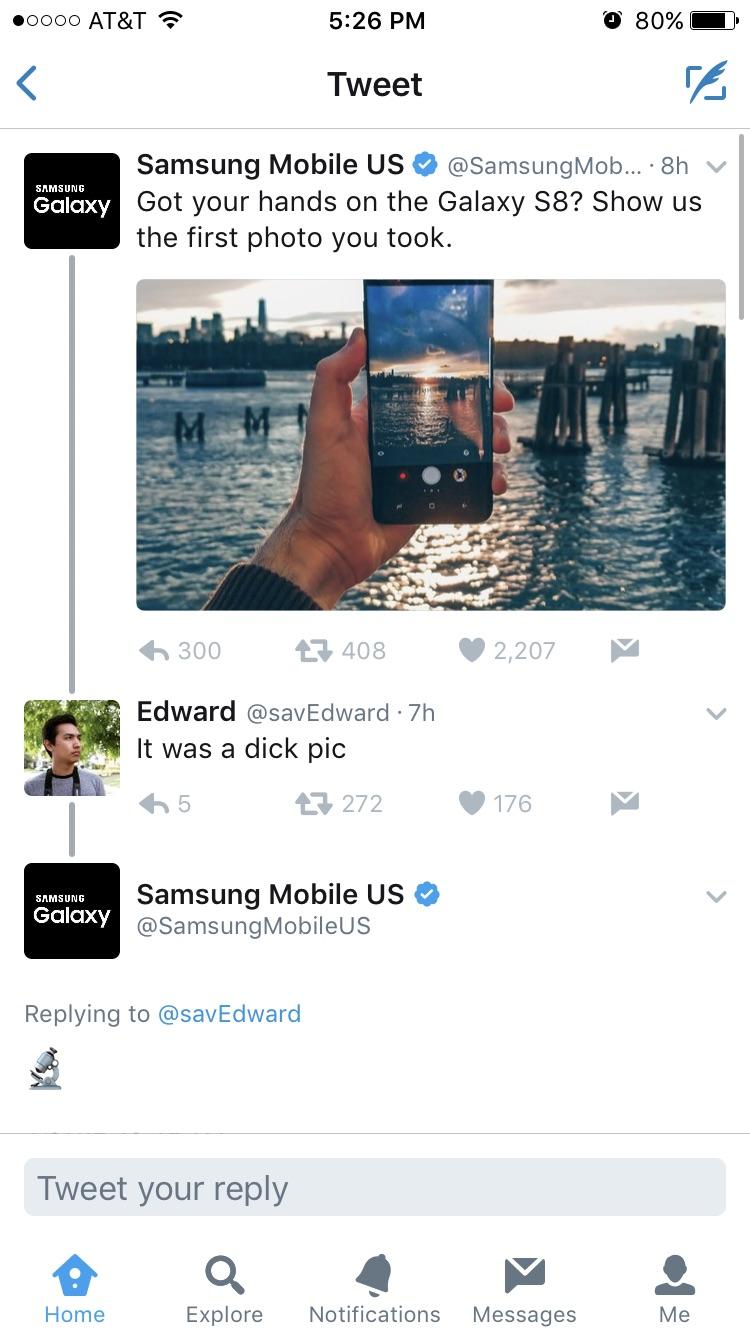 AT&T 5:26 PM 80%
Tweet
SAMSUNG
Galaxy
Samsung Mobile US @SamsungMob... · 8h
Got your hands on the Galaxy S8? Show us
the first photo you took.
300 408 2,207
Edward @savEdward · 7h
It was a dick pic
5 272 176
SAMSUNG
Galaxy
Samsung Mobile US
@SamsungMobileUS
Replying to @savEdward
🔬
Tweet your reply
Home Explore Notifications Messages Me